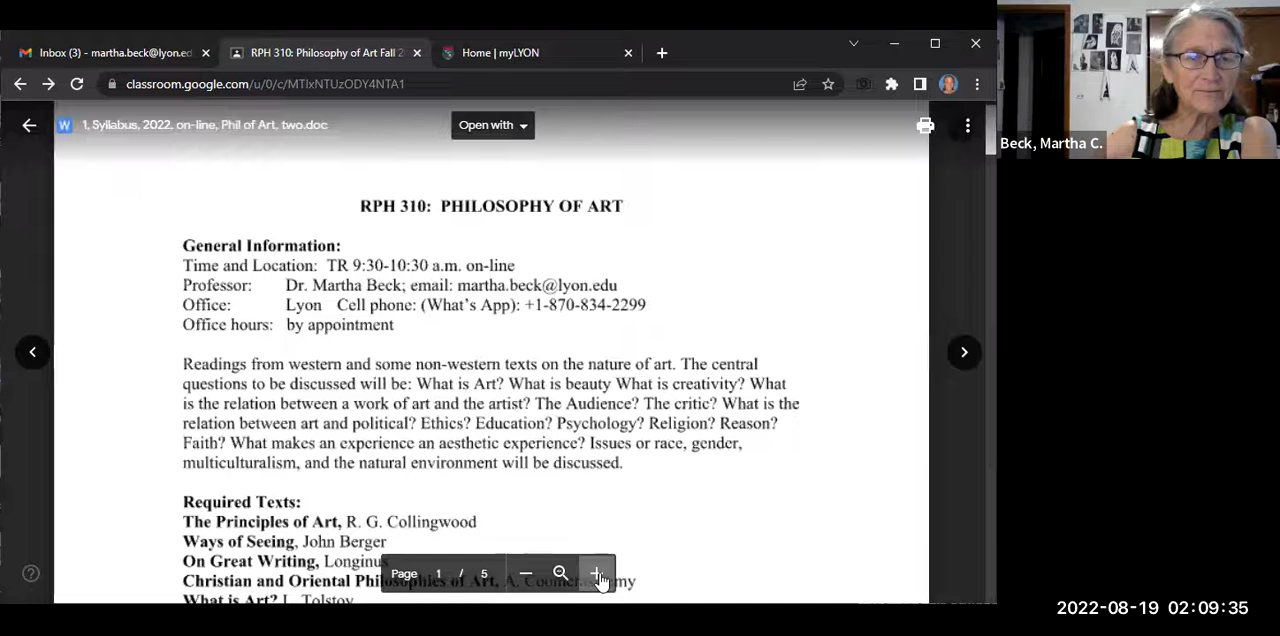 Inbox (3) - martha.beck@lyon.ed
RPH 310: Philosophy of Art Fall
Home | myLYON
classroom.google.com/u/0/c/MTIxNTUzODY4NTA1
W 1, Syllabus, 2022, on-line, Phil of Art, two.doc
Open with
Beck, Martha C.
RPH 310: PHILOSOPHY OF ART
General Information:
Time and Location: TR 9:30-10:30 a.m. on-line
Professor: Dr. Martha Beck; email: martha.beck@lyon.edu
Office: Lyon Cell phone: (What's App): +1-870-834-2299
Office hours: by appointment
Readings from western and some non-western texts on the nature of art. The central
questions to be discussed will be: What is Art? What is beauty What is creativity? What
is the relation between a work of art and the artist? The Audience? The critic? What is the
relation between art and political? Ethics? Education? Psychology? Religion? Reason?
Faith? What makes an experience an aesthetic experience? Issues or race, gender,
multiculturalism, and the natural environment will be discussed.
Required Texts:
The Principles of Art, R. G. Collingwood
Ways of Seeing, John Berger
On Great Writing, Longinus
Christian and Oriental Philosophies of Art, A.
What is Art? L. Tolstoy
Page 1 / 5
2022-08-19 02:09:35